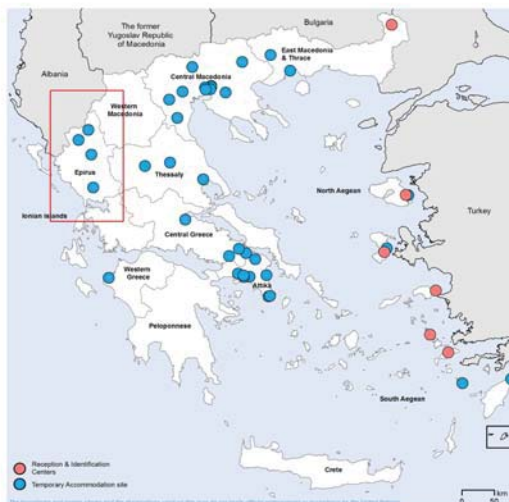 Bulgaria
The former
Yugoslav Republic
of Macedonia
East Macedonia
& Thrace
Albania
Central Macedonia
Western
Macedonia
Epirus
Thessaly
North Aegean
Turkey
Ionian Islands
Central Greece
Western
Greece
Attika
Peloponnese
South Aegean
Crete
Reception & Identification
Centers
Temporary Accommodation site
km